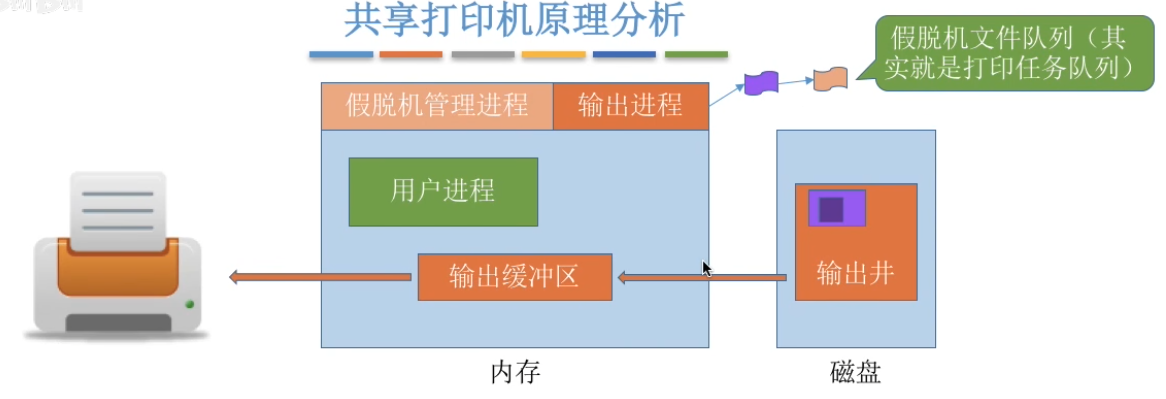 共享打印机原理分析
假脱机文件队列（其
实就是打印任务队列）
假脱机管理进程
输出进程
用户进程
输出缓冲区
输出井
内存
磁盘